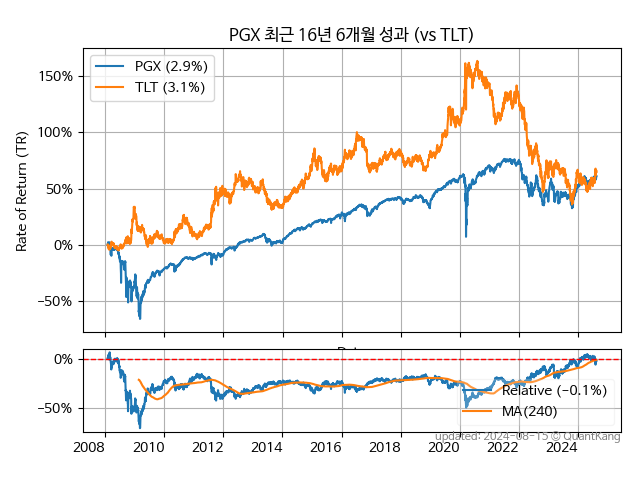 PGX 최근 16년 6개월 성과 (vs TLT)
PGX (2.9%)
TLT (3.1%)
150%
100%
50%
0%
−50%
Rate of Return (TR)
0%
−50%
Relative (−0.1%)
MA(240)
2008 2010 2012 2014 2016 2018 2020 2022 2024
updated: 2024-08-15 © QuantKang